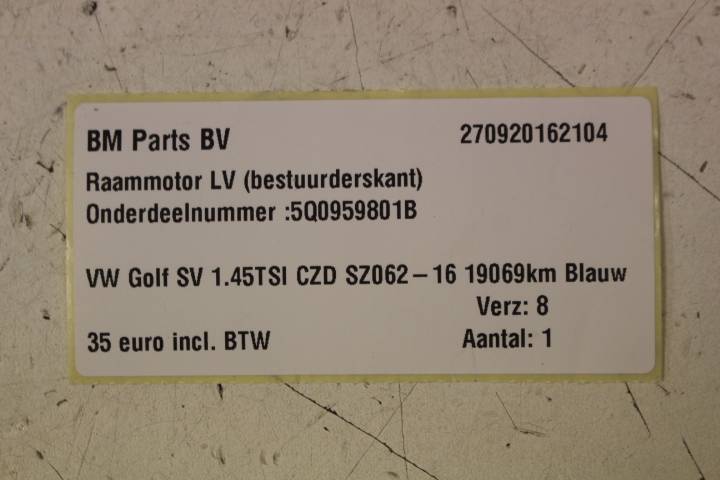 BM Parts BV 270920162104
Raammotor LV (bestuurderskant)
Onderdeelnummer :5Q0959801B
VW Golf SV 1.45TSI CZD SZ062-16 19069km Blauw
Verz: 8
35 euro incl. BTW Aantal: 1